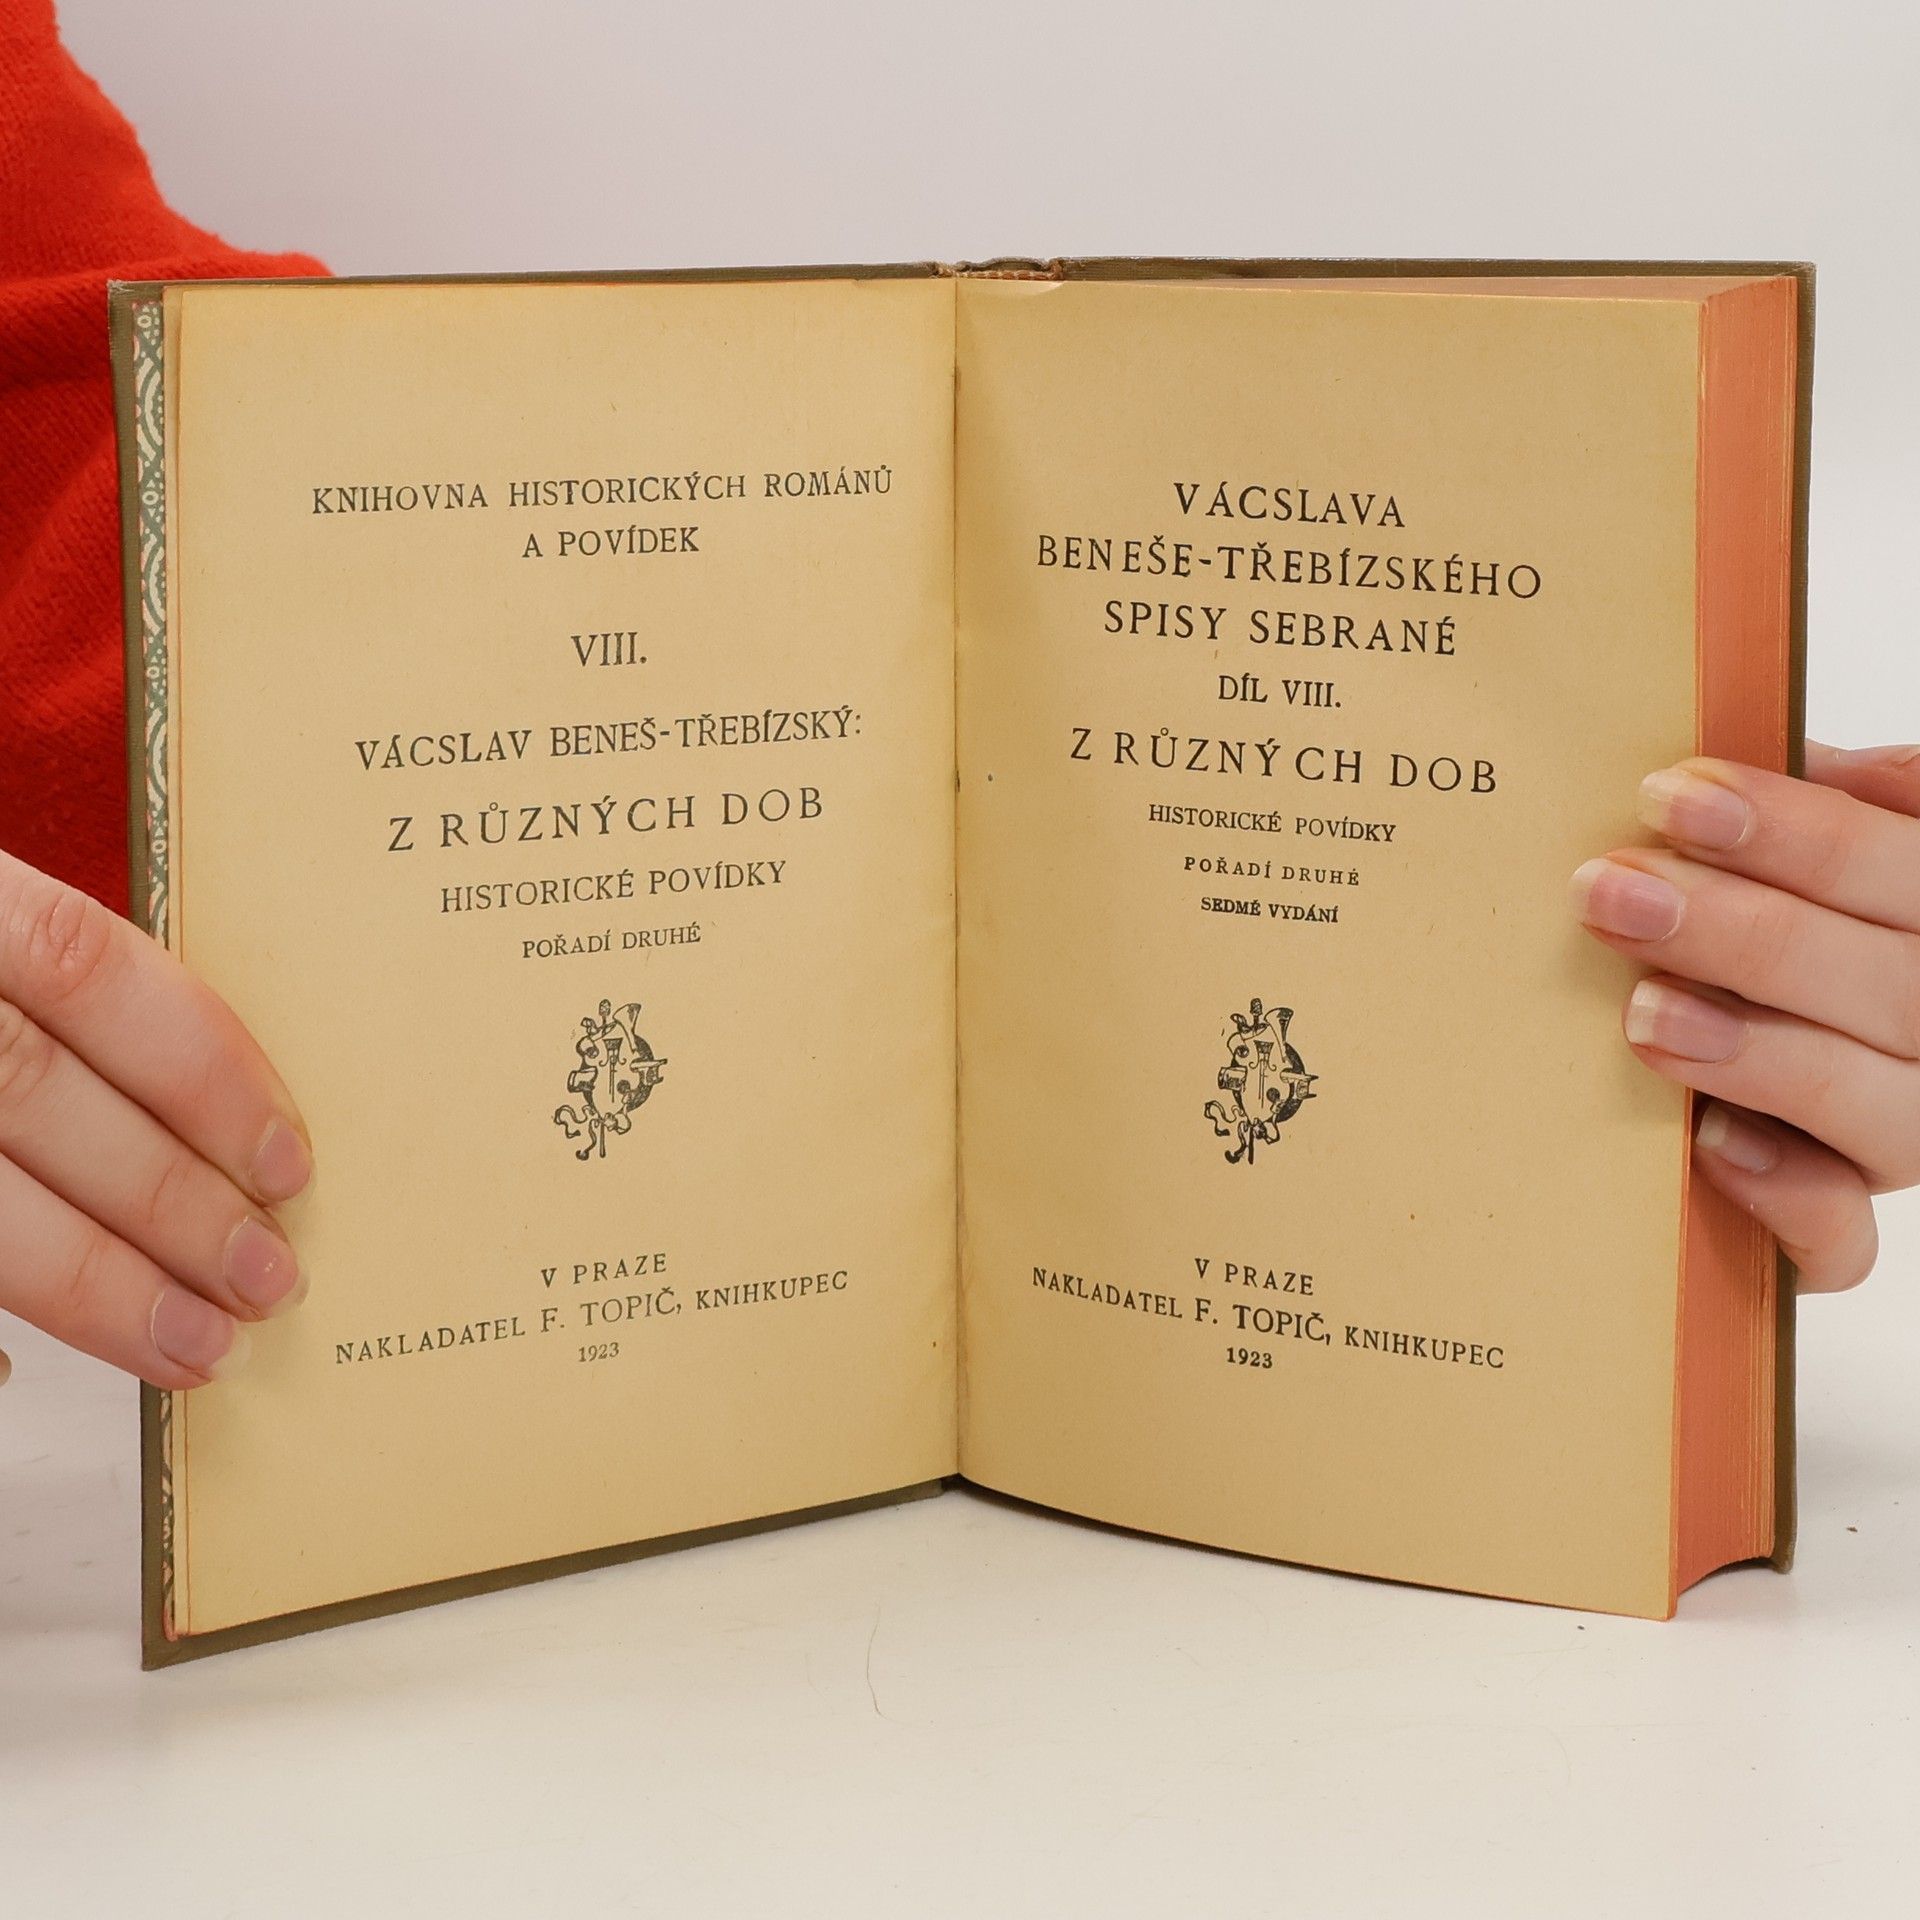 KNIHOVNA HISTORICKÝCH ROMÁNŮ
A POVÍDEK
VIII.
VÁCSLAV BENEŠ-TŘEBÍZSKÝ:
Z RŮZNÝCH DOB
HISTORICKÉ POVÍDKY
POŘADÍ DRUHÉ
V PRAZE
NAKLADATEL F. TOPIČ, KNIHKUPEC
1923
VÁCSLAVA
BENEŠE-TŘEBÍZSKÉHO
SPISY SEBRANÉ
DÍL VIII.
Z RŮZNÝCH DOB
HISTORICKÉ POVÍDKY
POŘADÍ DRUHÉ
SEDMÉ VYDÁNÍ
V PRAZE
NAKLADATEL F. TOPIČ, KNIHKUPEC
1923